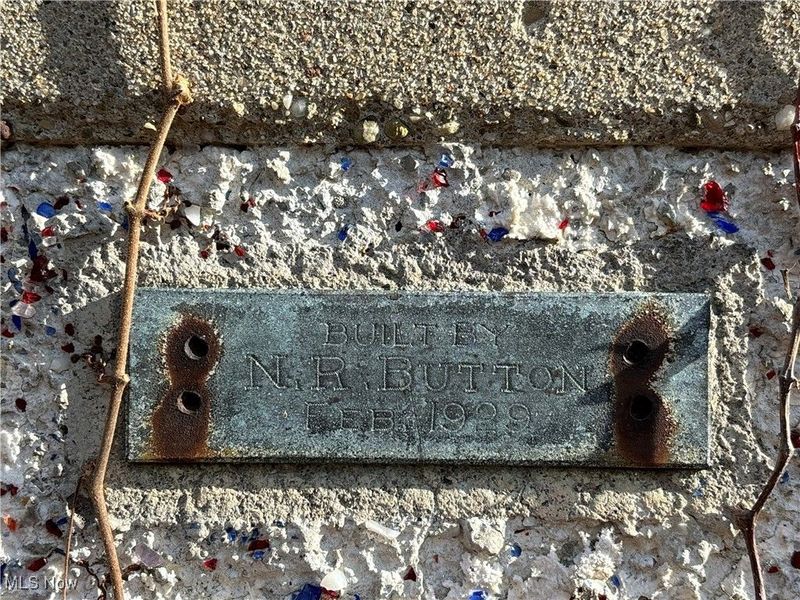 BUILT BY
N. R. BUTTON
FEB. 1929
MLS Now